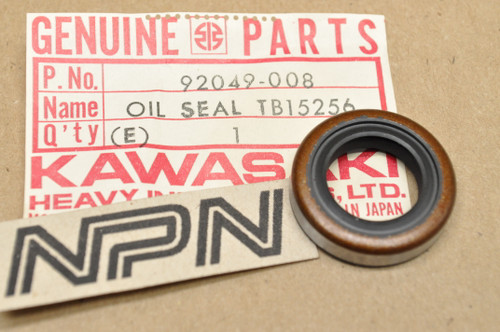 GENUINE PARTS
P. No. 92049-008
Name OIL SEAL TB15256
Q'ty (E) 1
KAWASAKI
HEAVY LTD.
IN JAPAN
NPN